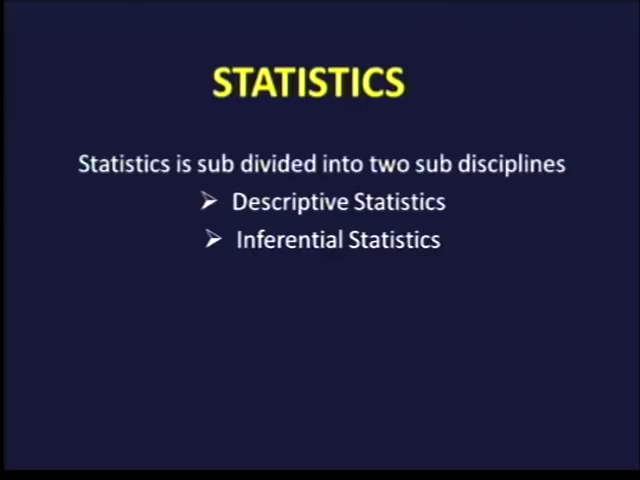 STATISTICS
Statistics is sub divided into two sub disciplines
➢ Descriptive Statistics
➢ Inferential Statistics